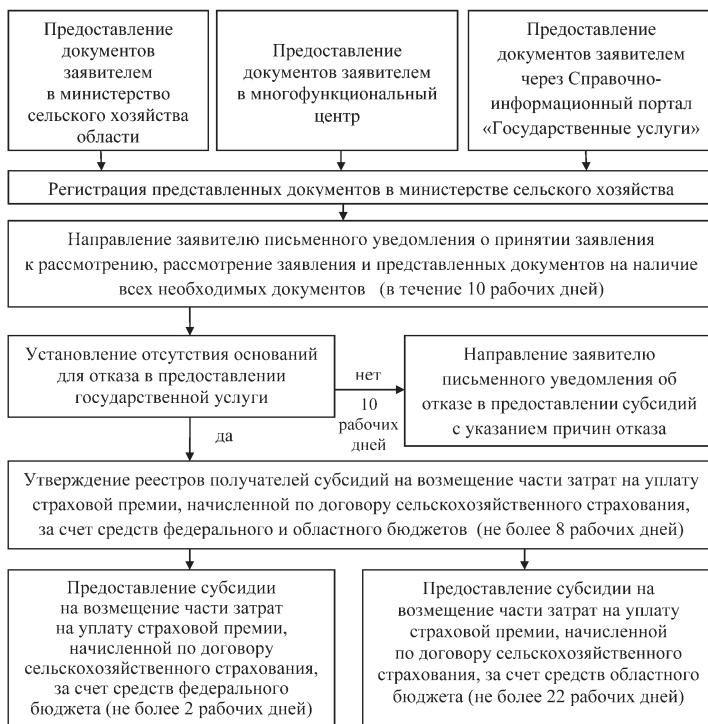 Предоставление
документов
заявителем
в министерство
сельского хозяйства
области
Предоставление
документов заявителем
в многофункциональный
центр
Предоставление
документов заявителем
через Справочно-
информационный портал
«Государственные услуги»
Регистрация представленных документов в министерстве сельского хозяйства
Направление заявителю письменного уведомления о принятии заявления
к рассмотрению, рассмотрение заявления и представленных документов на наличие
всех необходимых документов (в течение 10 рабочих дней)
Установление отсутствия оснований
для отказа в предоставлении
государственной услуги
нет
10
рабочих
дней
Направление заявителю
письменного уведомления об
отказе в предоставлении субсидий
с указанием причин отказа
да
Утверждение реестров получателей субсидий на возмещение части затрат на уплату
страховой премии, начисленной по договору сельскохозяйственного страхования,
за счет средств федерального и областного бюджетов (не более 8 рабочих дней)
Предоставление субсидии
на возмещение части затрат
на уплату страховой премии,
начисленной по договору
сельскохозяйственного страхования,
за счет средств федерального
бюджета (не более 2 рабочих дней)
Предоставление субсидии на
возмещение части затрат на уплату
страховой премии, начисленной
по договору сельскохозяйственного
страхования, за счет средств областного
бюджета (не более 22 рабочих дней)